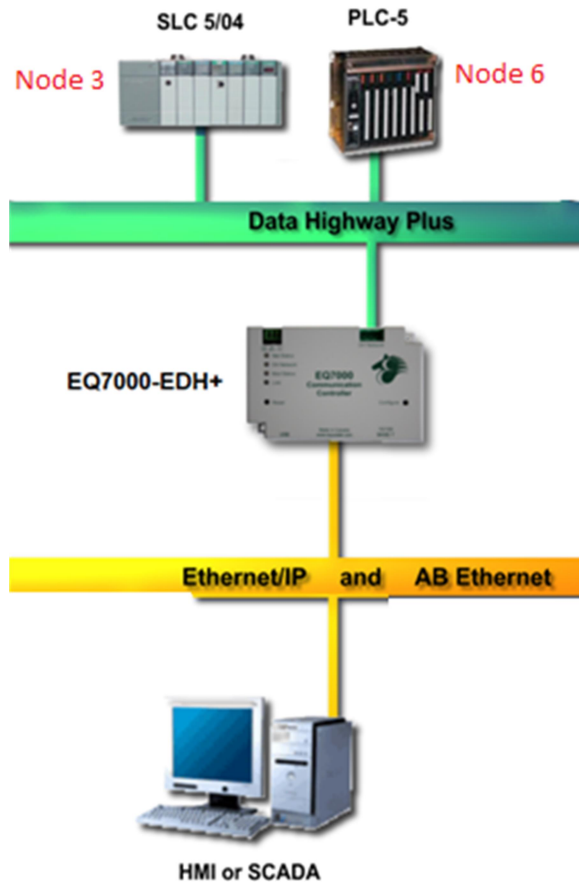 SLC 5/04
PLC-5
Node 3
Node 6
Data Highway Plus
EQ7000-EDH+
EQ7000
Communication
Controller
Ethernet/IP and AB Ethernet
HMI or SCADA